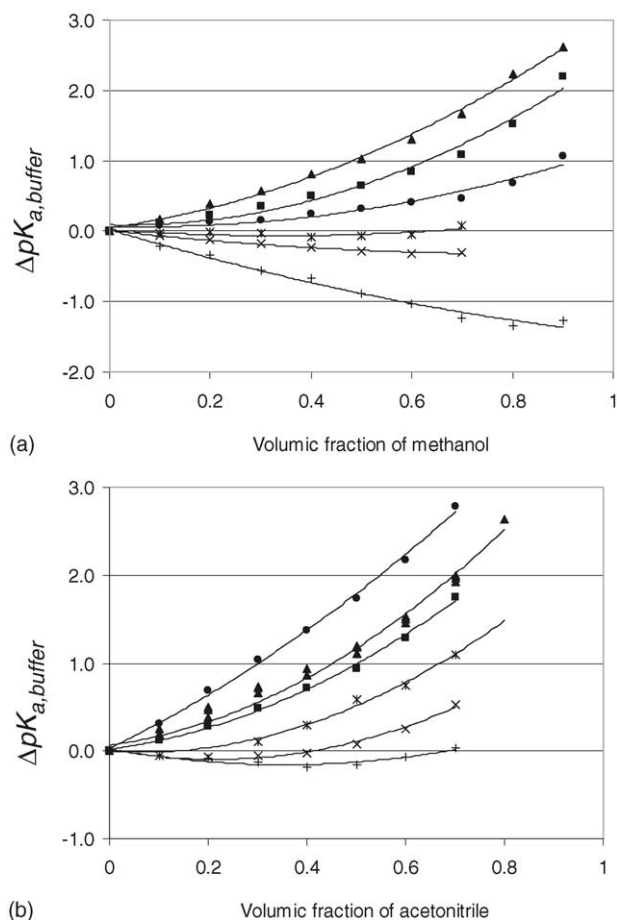 3.0
2.0
1.0
0.0
-1.0
-2.0
0 0.2 0.4 0.6 0.8 1
ΔpKa,buffer
(a) Volumic fraction of methanol
3.0
2.0
1.0
0.0
-1.0
0 0.2 0.4 0.6 0.8 1
ΔpKa,buffer
(b) Volumic fraction of acetonitrile